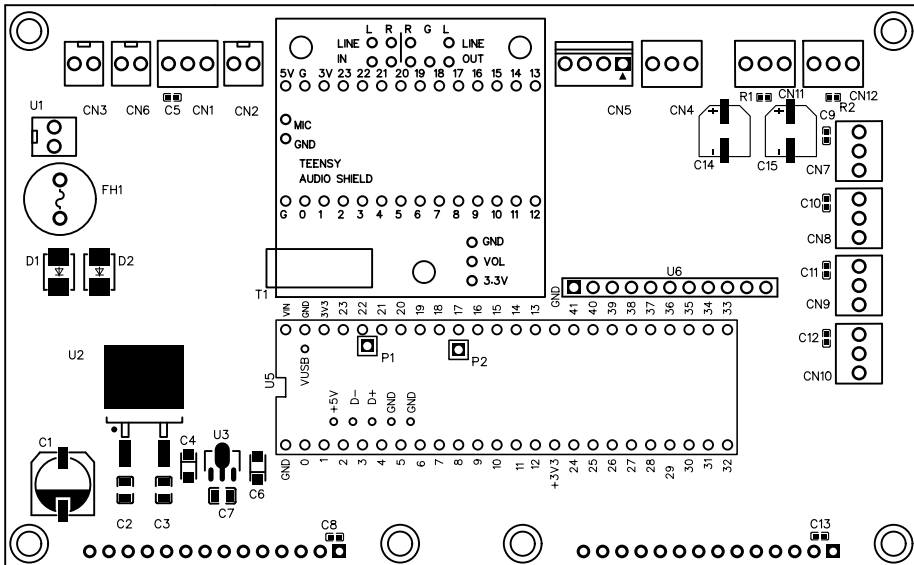 L R R G L
LINE LINE
IN OUT
5V G 3V 23 22 21 20 19 18 17 16 15 14 13
CN3 CN6 C5 CN1 CN2
CN5 CN4 R1 CN11 R2 CN12
U1
MIC
GND
TEENSY
AUDIO SHIELD
+ +
- -
C14 C15
C9
CN7
FH1
G 0 1 2 3 4 5 6 7 8 9 10 11 12
C10
CN8
D1 D2
GND
VOL
3.3V
T1
U6
C11
CN9
VIN GND 3V3 23 22 21 20 19 18 17 16 15 14 13 GND 41 40 39 38 37 36 35 34 33
C12
CN10
U2
U5
VUSB
P1 P2
+5V D- D+ GND GND
GND 0 1 2 3 4 5 6 7 8 9 10 11 12 +3V3 24 25 26 27 28 29 30 31 32
C1
C4 U3
C6
C2 C3 C7
C8 C13